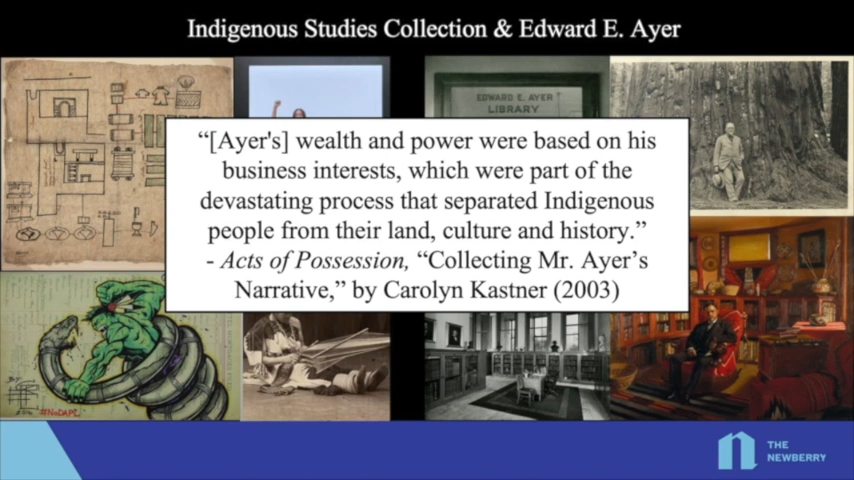 Indigenous Studies Collection & Edward E. Ayer
EDWARD E. AYER
LIBRARY
“[Ayer's] wealth and power were based on his
business interests, which were part of the
devastating process that separated Indigenous
people from their land, culture and history.”
- Acts of Possession, “Collecting Mr. Ayer’s
Narrative,” by Carolyn Kastner (2003)
#NoDAPL
THE
NEWBERRY